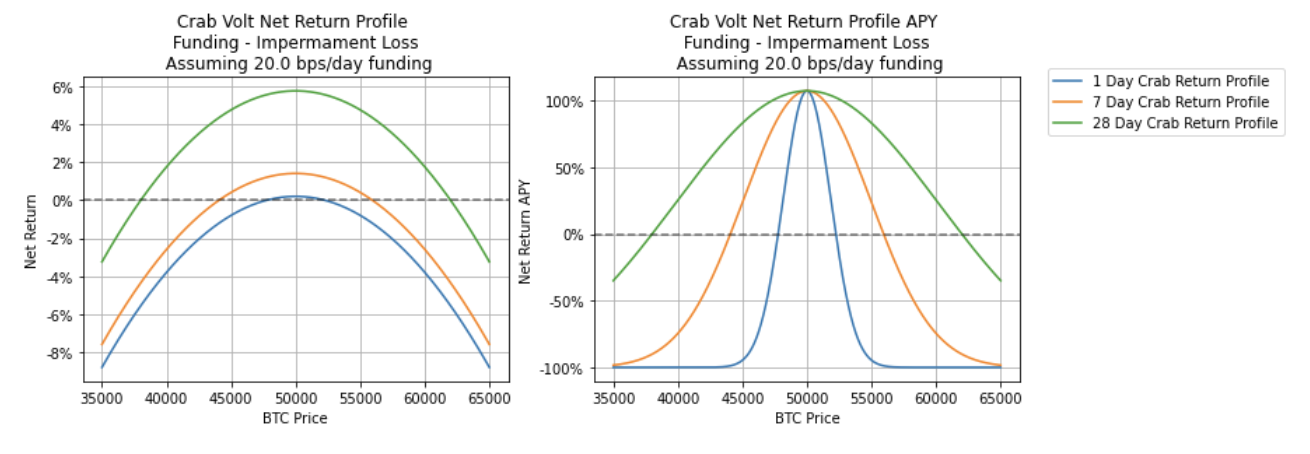 Crab Volt Net Return Profile
Funding - Impermament Loss
Assuming 20.0 bps/day funding
Net Return
6%
4%
2%
0%
-2%
-4%
-6%
-8%
35000 40000 45000 50000 55000 60000 65000
BTC Price
Crab Volt Net Return Profile APY
Funding - Impermament Loss
Assuming 20.0 bps/day funding
Net Return APY
100%
50%
0%
-50%
-100%
35000 40000 45000 50000 55000 60000 65000
BTC Price
1 Day Crab Return Profile
7 Day Crab Return Profile
28 Day Crab Return Profile